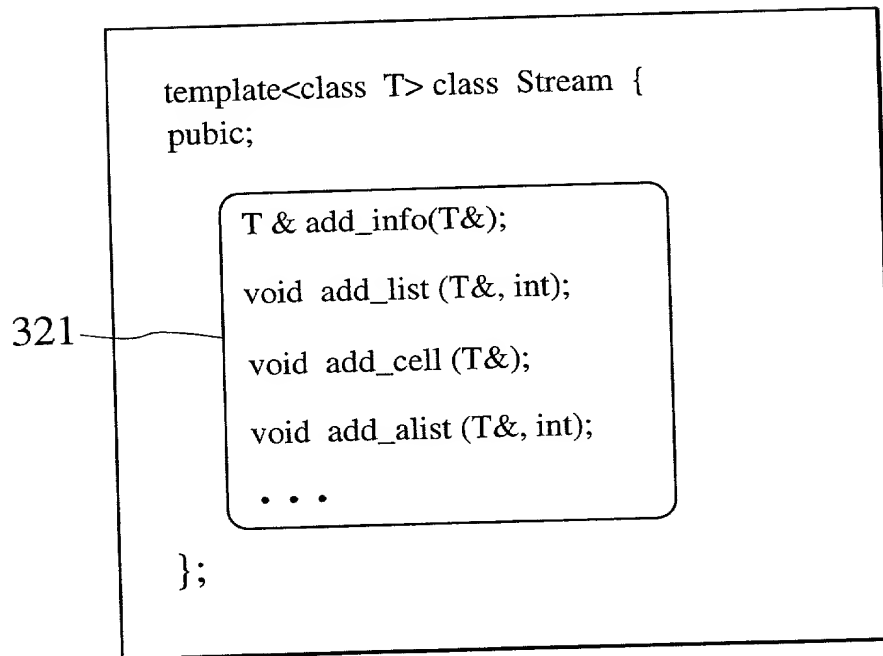 template<class T> class Stream {
pubic;
T & add_info(T&);
void add_list (T&, int);
321
void add_cell (T&);
void add_alist (T&, int);
. . .
};